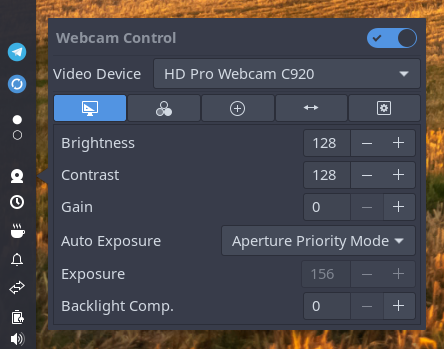 Webcam Control
Video Device HD Pro Webcam C920
Brightness 128 − +
Contrast 128 − +
Gain 0 − +
Auto Exposure Aperture Priority Mode
Exposure 156 − +
Backlight Comp. 0 − +